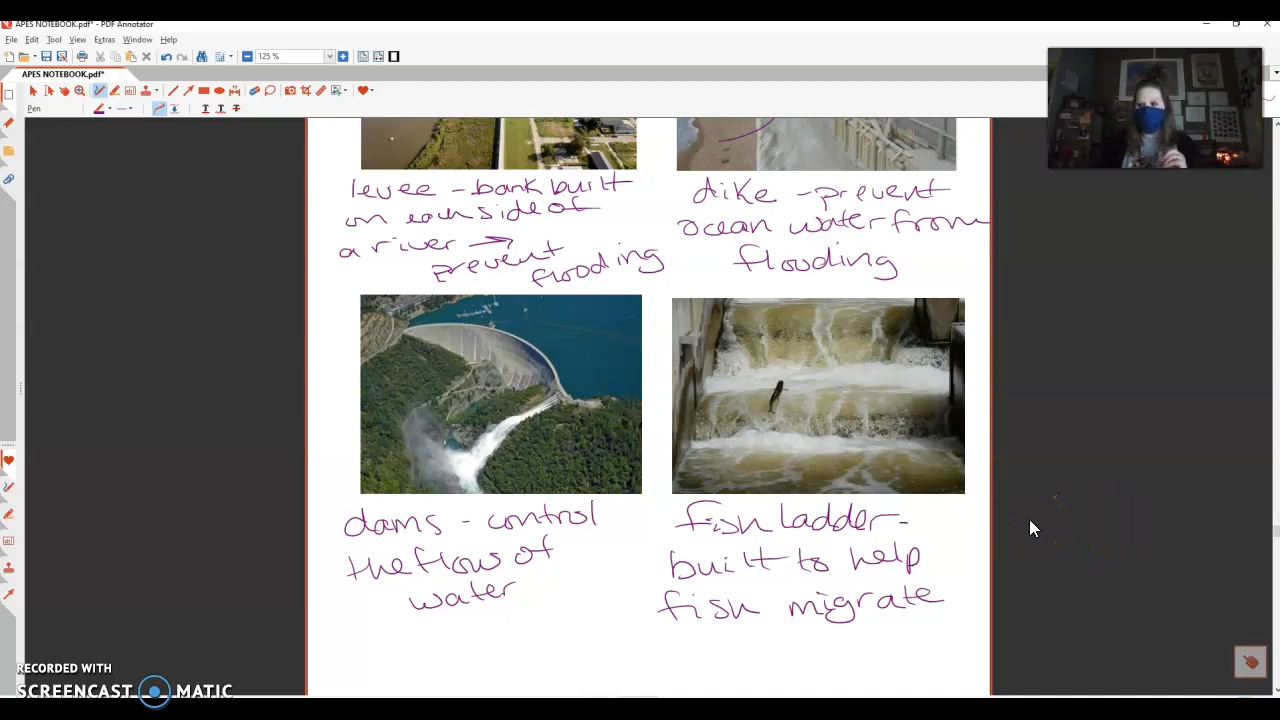 APES NOTEBOOK.pdf* - PDF Annotator
File Edit Tool View Extras Window Help
125 %
APES NOTEBOOK.pdf*
Pen
levee - bank built
on each side of
a river → prevent
flooding
dike - prevent
ocean water from
flooding
dams - control
the flow of
water
fish ladder -
built to help
fish migrate
RECORDED WITH
SCREENCAST MATIC